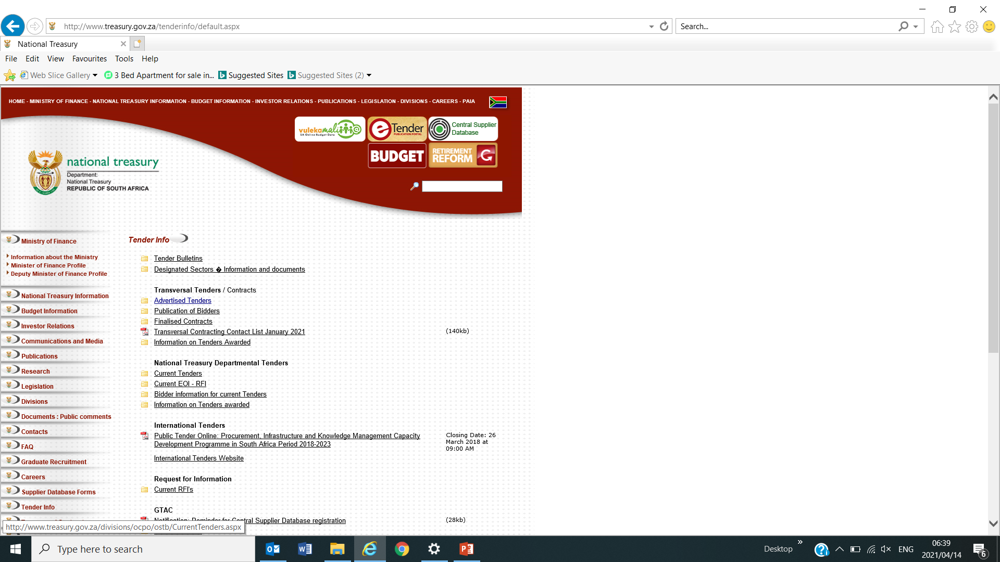 http://www.treasury.gov.za/tenderinfo/default.aspx
Search...
National Treasury
File Edit View Favourites Tools Help
Web Slice Gallery
3 Bed Apartment for sale in...
Suggested Sites
Suggested Sites (2)
HOME - MINISTRY OF FINANCE - NATIONAL TREASURY INFORMATION - BUDGET INFORMATION - INVESTOR RELATIONS - PUBLICATIONS - LEGISLATION - DIVISIONS - CAREERS - PAIA
vulekamali
SA Online Budget Data
eTender
PUBLICATION PORTAL
Central Supplier
Database
BUDGET
RETIREMENT
REFORM
national treasury
Department:
National Treasury
REPUBLIC OF SOUTH AFRICA
Ministry of Finance
Information about the Ministry
Minister of Finance Profile
Deputy Minister of Finance Profile
National Treasury Information
Budget Information
Investor Relations
Communications and Media
Publications
Research
Legislation
Divisions
Documents : Public comments
Contacts
FAQ
Graduate Recruitment
Careers
Supplier Database Forms
Tender Info
Tender Info
Tender Bulletins
Designated Sectors � Information and documents
Transversal Tenders / Contracts
Advertised Tenders
Publication of Bidders
Finalised Contracts
Transversal Contracting Contact List January 2021 (140kb)
Information on Tenders Awarded
National Treasury Departmental Tenders
Current Tenders
Current EOI - RFI
Bidder information for current Tenders
Information on Tenders awarded
International Tenders
Public Tender Online: Procurement, Infrastructure and Knowledge Management Capacity
Development Programme in South Africa Period 2018-2023
Closing Date: 26
March 2018 at
09:00 AM
International Tenders Website
Request for Information
Current RFI's
GTAC
Notification: Reminder for Central Supplier Database registration (28kb)
http://www.treasury.gov.za/divisions/ocpo/ostb/CurrentTenders.aspx
Type here to search
Desktop
ENG
06:39
2021/04/14
6